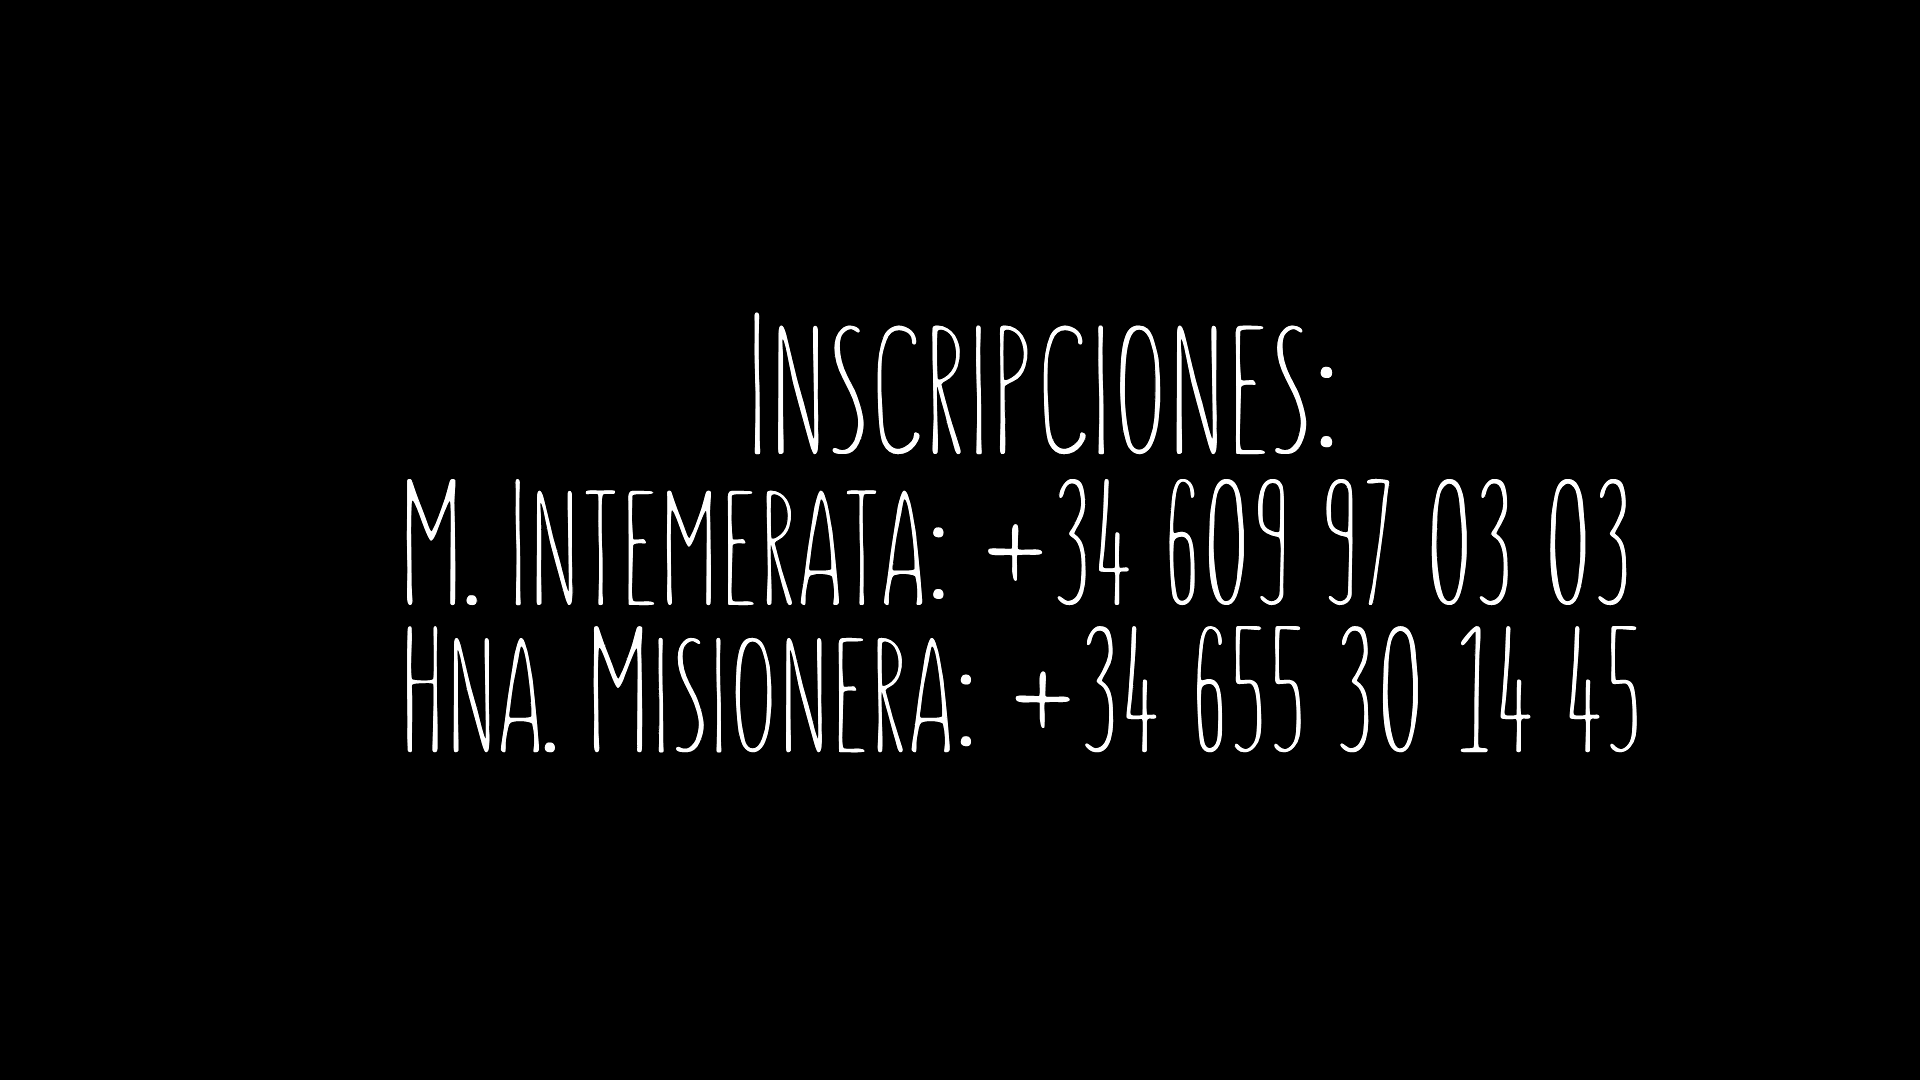 Inscripciones:
M. Intemerata: +34 609 97 03 03
Hna. Misionera: +34 655 30 14 45